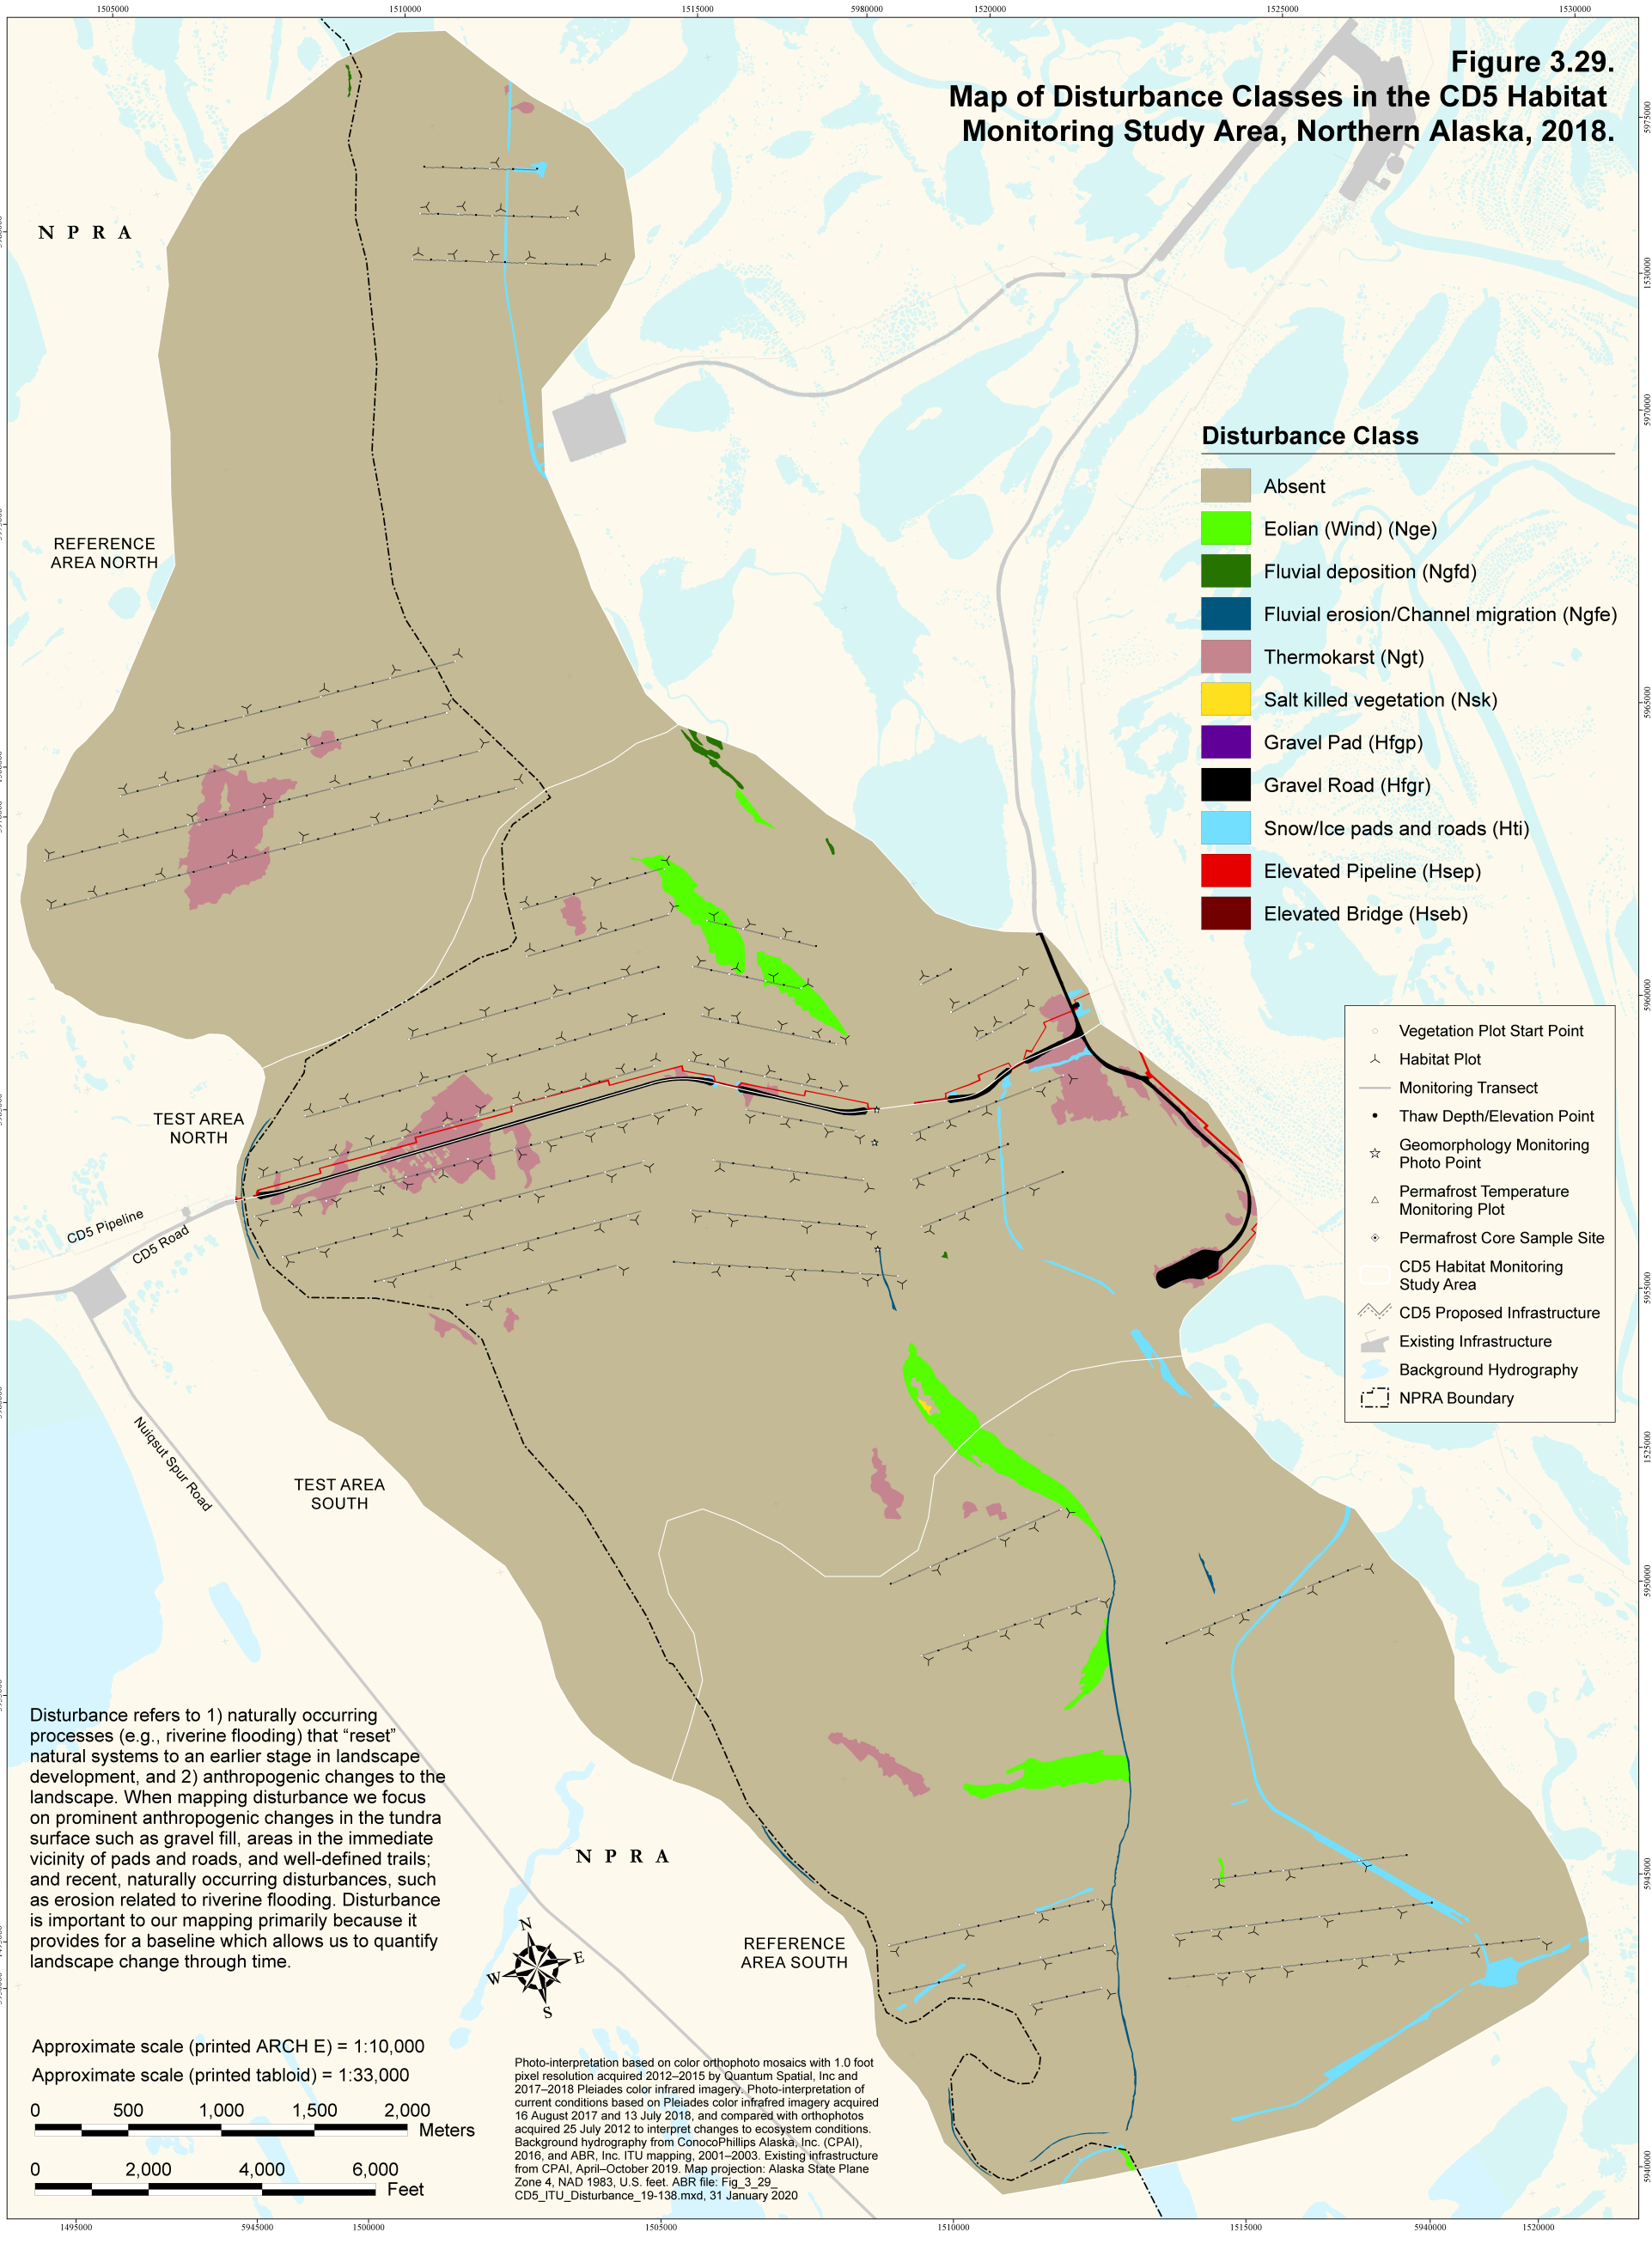 1505000
1510000
1515000
5980000
1520000
1525000
1530000
Figure 3.29.
Map of Disturbance Classes in the CD5 Habitat
Monitoring Study Area, Northern Alaska, 2018.
5975000
1530000
5970000
5965000
5960000
5955000
1525000
5950000
5945000
5940000
N P R A
REFERENCE
AREA NORTH
Disturbance Class
Absent
Eolian (Wind) (Nge)
Fluvial deposition (Ngfd)
Fluvial erosion/Channel migration (Ngfe)
Thermokarst (Ngt)
Salt killed vegetation (Nsk)
Gravel Pad (Hfgp)
Gravel Road (Hfgr)
Snow/Ice pads and roads (Hti)
Elevated Pipeline (Hsep)
Elevated Bridge (Hseb)
Vegetation Plot Start Point
Habitat Plot
Monitoring Transect
Thaw Depth/Elevation Point
Geomorphology Monitoring
Photo Point
Permafrost Temperature
Monitoring Plot
Permafrost Core Sample Site
CD5 Habitat Monitoring
Study Area
CD5 Proposed Infrastructure
Existing Infrastructure
Background Hydrography
NPRA Boundary
TEST AREA
NORTH
CD5 Pipeline
CD5 Road
Nuiqsut Spur Road
TEST AREA
SOUTH
Disturbance refers to 1) naturally occurring
processes (e.g., riverine flooding) that “reset”
natural systems to an earlier stage in landscape
development, and 2) anthropogenic changes to the
landscape. When mapping disturbance we focus
on prominent anthropogenic changes in the tundra
surface such as gravel fill, areas in the immediate
vicinity of pads and roads, and well-defined trails;
and recent, naturally occurring disturbances, such
as erosion related to riverine flooding. Disturbance
is important to our mapping primarily because it
provides for a baseline which allows us to quantify
landscape change through time.
N P R A
N
W
E
S
REFERENCE
AREA SOUTH
Approximate scale (printed ARCH E) = 1:10,000
Approximate scale (printed tabloid) = 1:33,000
0 500 1,000 1,500 2,000
Meters
0 2,000 4,000 6,000
Feet
Photo-interpretation based on color orthophoto mosaics with 1.0 foot
pixel resolution acquired 2012–2015 by Quantum Spatial, Inc and
2017–2018 Pleiades color infrared imagery. Photo-interpretation of
current conditions based on Pleiades color infrafred imagery acquired
16 August 2017 and 13 July 2018, and compared with orthophotos
acquired 25 July 2012 to interpret changes to ecosystem conditions.
Background hydrography from ConocoPhillips Alaska, Inc. (CPAI),
2016, and ABR, Inc. ITU mapping, 2001–2003. Existing infrastructure
from CPAI, April–October 2019. Map projection: Alaska State Plane
Zone 4, NAD 1983, U.S. feet. ABR file: Fig_3_29_
CD5_ITU_Disturbance_19-138.mxd, 31 January 2020
1495000
5945000
1500000
1505000
1510000
1515000
5940000
1520000